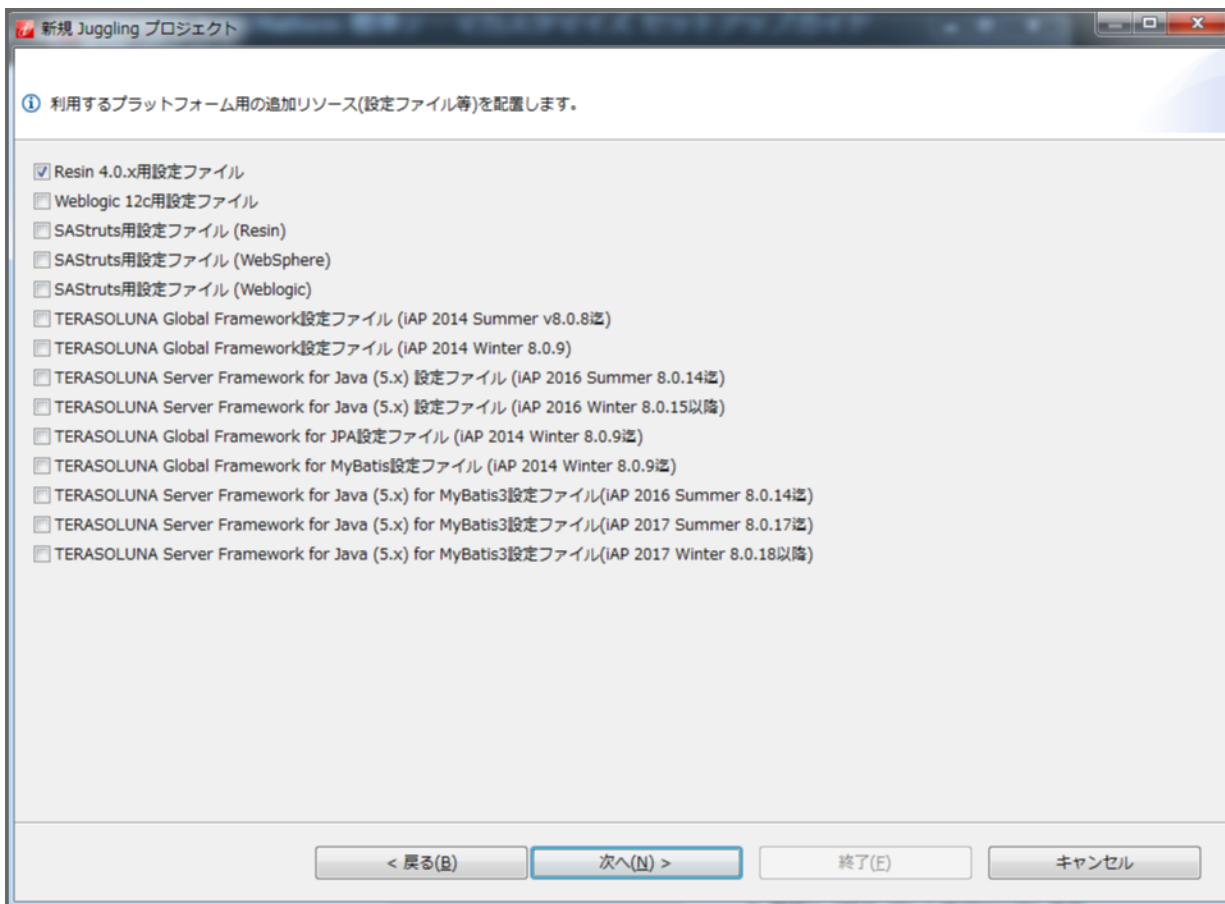 新規 Juggling プロジェクト
利用するプラットフォーム用の追加リソース(設定ファイル等)を配置します。
Resin 4.0.x用設定ファイル
Weblogic 12c用設定ファイル
SAStruts用設定ファイル (Resin)
SAStruts用設定ファイル (WebSphere)
SAStruts用設定ファイル (Weblogic)
TERASOLUNA Global Framework設定ファイル (iAP 2014 Summer v8.0.8迄)
TERASOLUNA Global Framework設定ファイル (iAP 2014 Winter 8.0.9)
TERASOLUNA Server Framework for Java (5.x) 設定ファイル (iAP 2016 Summer 8.0.14迄)
TERASOLUNA Server Framework for Java (5.x) 設定ファイル (iAP 2016 Winter 8.0.15以降)
TERASOLUNA Global Framework for JPA設定ファイル (iAP 2014 Winter 8.0.9迄)
TERASOLUNA Global Framework for MyBatis設定ファイル (iAP 2014 Winter 8.0.9迄)
TERASOLUNA Server Framework for Java (5.x) for MyBatis3設定ファイル(iAP 2016 Summer 8.0.14迄)
TERASOLUNA Server Framework for Java (5.x) for MyBatis3設定ファイル(iAP 2017 Summer 8.0.17迄)
TERASOLUNA Server Framework for Java (5.x) for MyBatis3設定ファイル(iAP 2017 Winter 8.0.18以降)
< 戻る(B) 次へ(N) > 終了(F) キャンセル